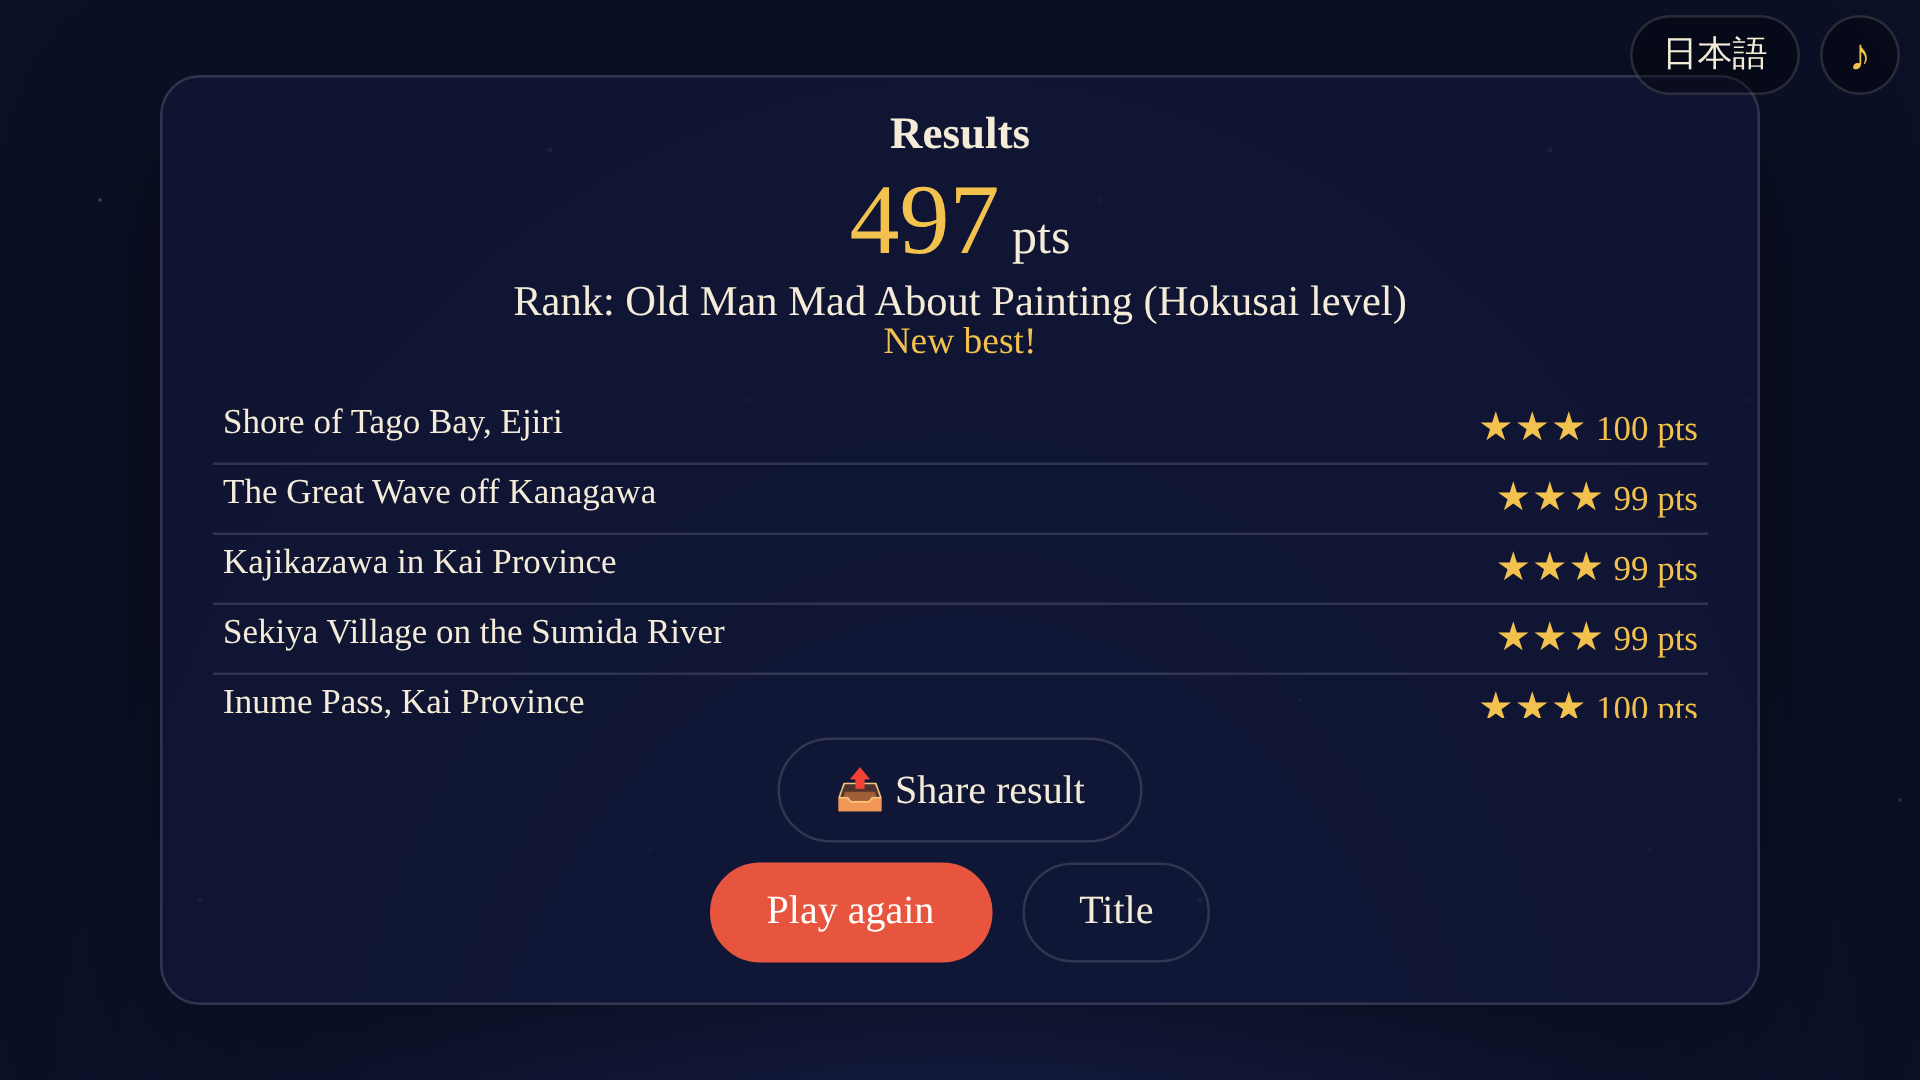 日本語 ♪
Results
497 pts
Rank: Old Man Mad About Painting (Hokusai level)
New best!
Shore of Tago Bay, Ejiri ★★★ 100 pts
The Great Wave off Kanagawa ★★★ 99 pts
Kajikazawa in Kai Province ★★★ 99 pts
Sekiya Village on the Sumida River ★★★ 99 pts
Inume Pass, Kai Province ★★★ 100 pts
📤 Share result
Play again Title